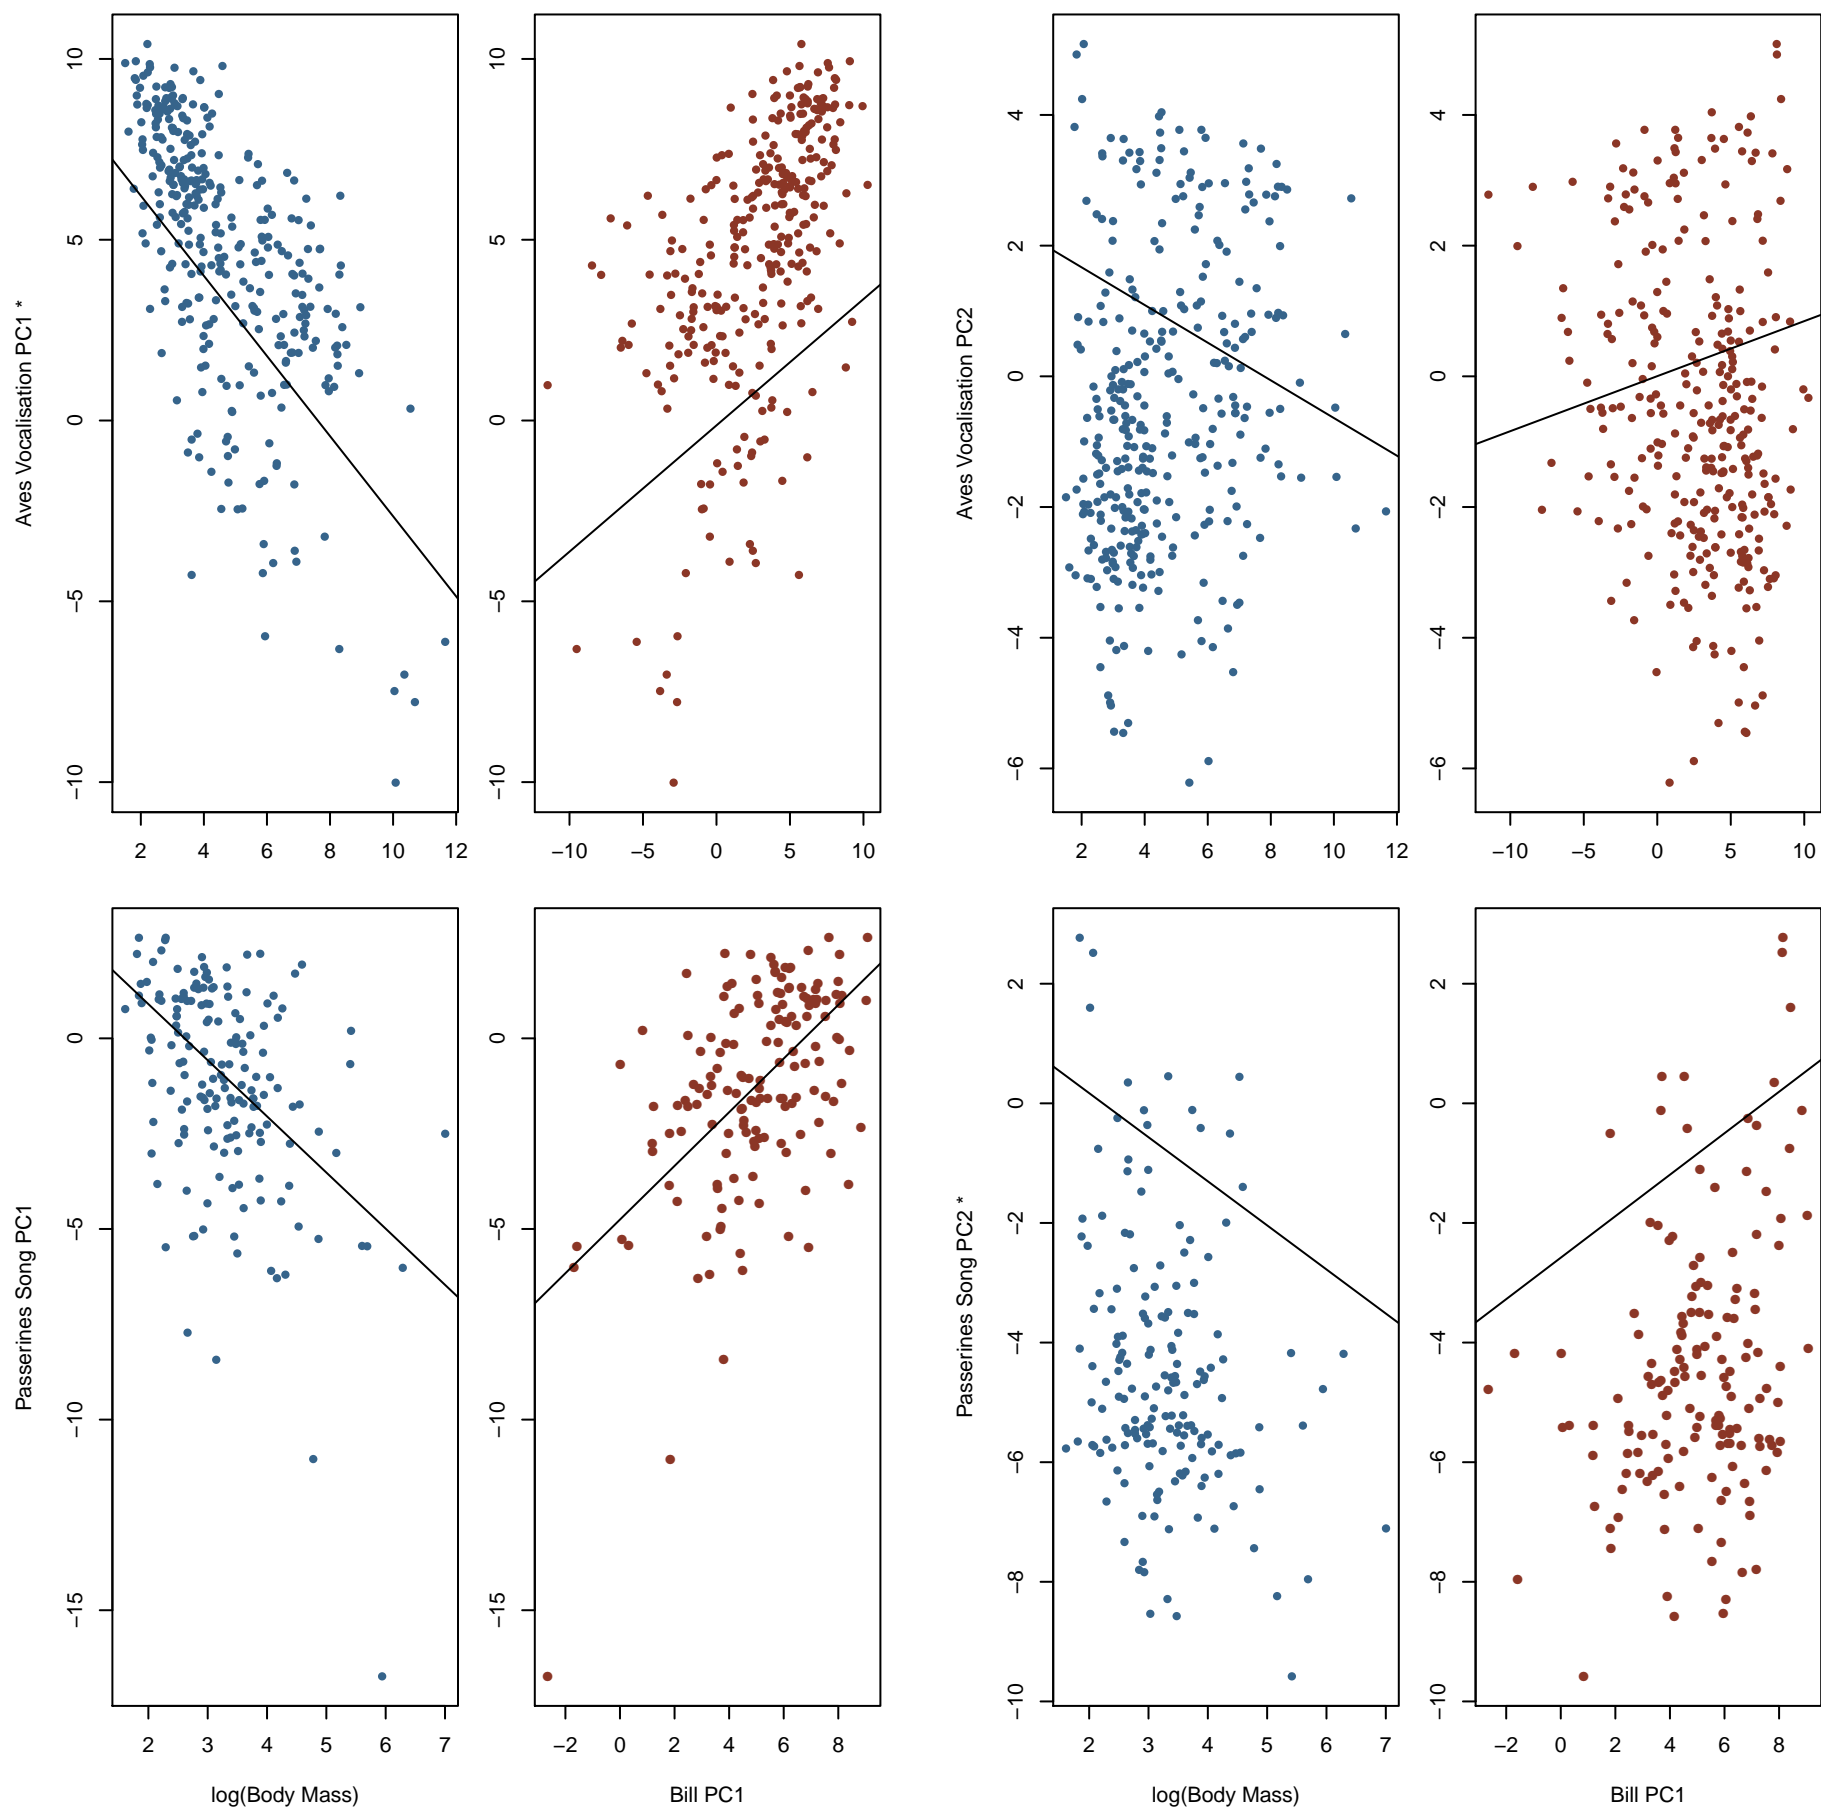 Aves Vocalisation PC1 *
10
5
0
−5
−10
2 4 6 8 10 12
10
5
0
−5
−10
−10 −5 0 5 10
Aves Vocalisation PC2
4
2
0
−2
−4
−6
2 4 6 8 10 12
4
2
0
−2
−4
−6
−10 −5 0 5 10
Passerines Song PC1
0
−5
−10
−15
2 3 4 5 6 7
log(Body Mass)
0
−5
−10
−15
−2 0 2 4 6 8
Bill PC1
Passerines Song PC2 *
2
0
−2
−4
−6
−8
−10
2 3 4 5 6 7
log(Body Mass)
2
0
−2
−4
−6
−8
−10
−2 0 2 4 6 8
Bill PC1